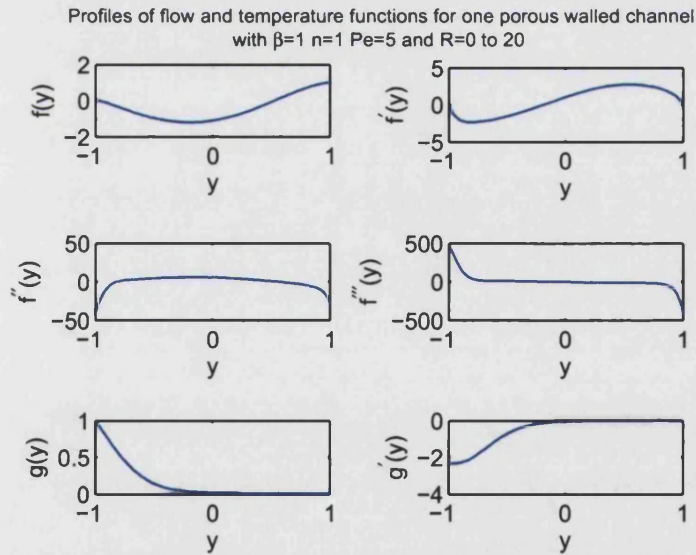 Profiles of flow and temperature functions for one porous walled channel
with β=1 n=1 Pe=5 and R=0 to 20
2
0
−2
f(y)
−1
0
1
y
5
0
−5
f′(y)
−1
0
1
y
50
0
−50
f″(y)
−1
0
1
y
500
0
−500
f‴(y)
−1
0
1
y
1
0.5
0
g(y)
−1
0
1
y
0
−2
−4
g′(y)
−1
0
1
y